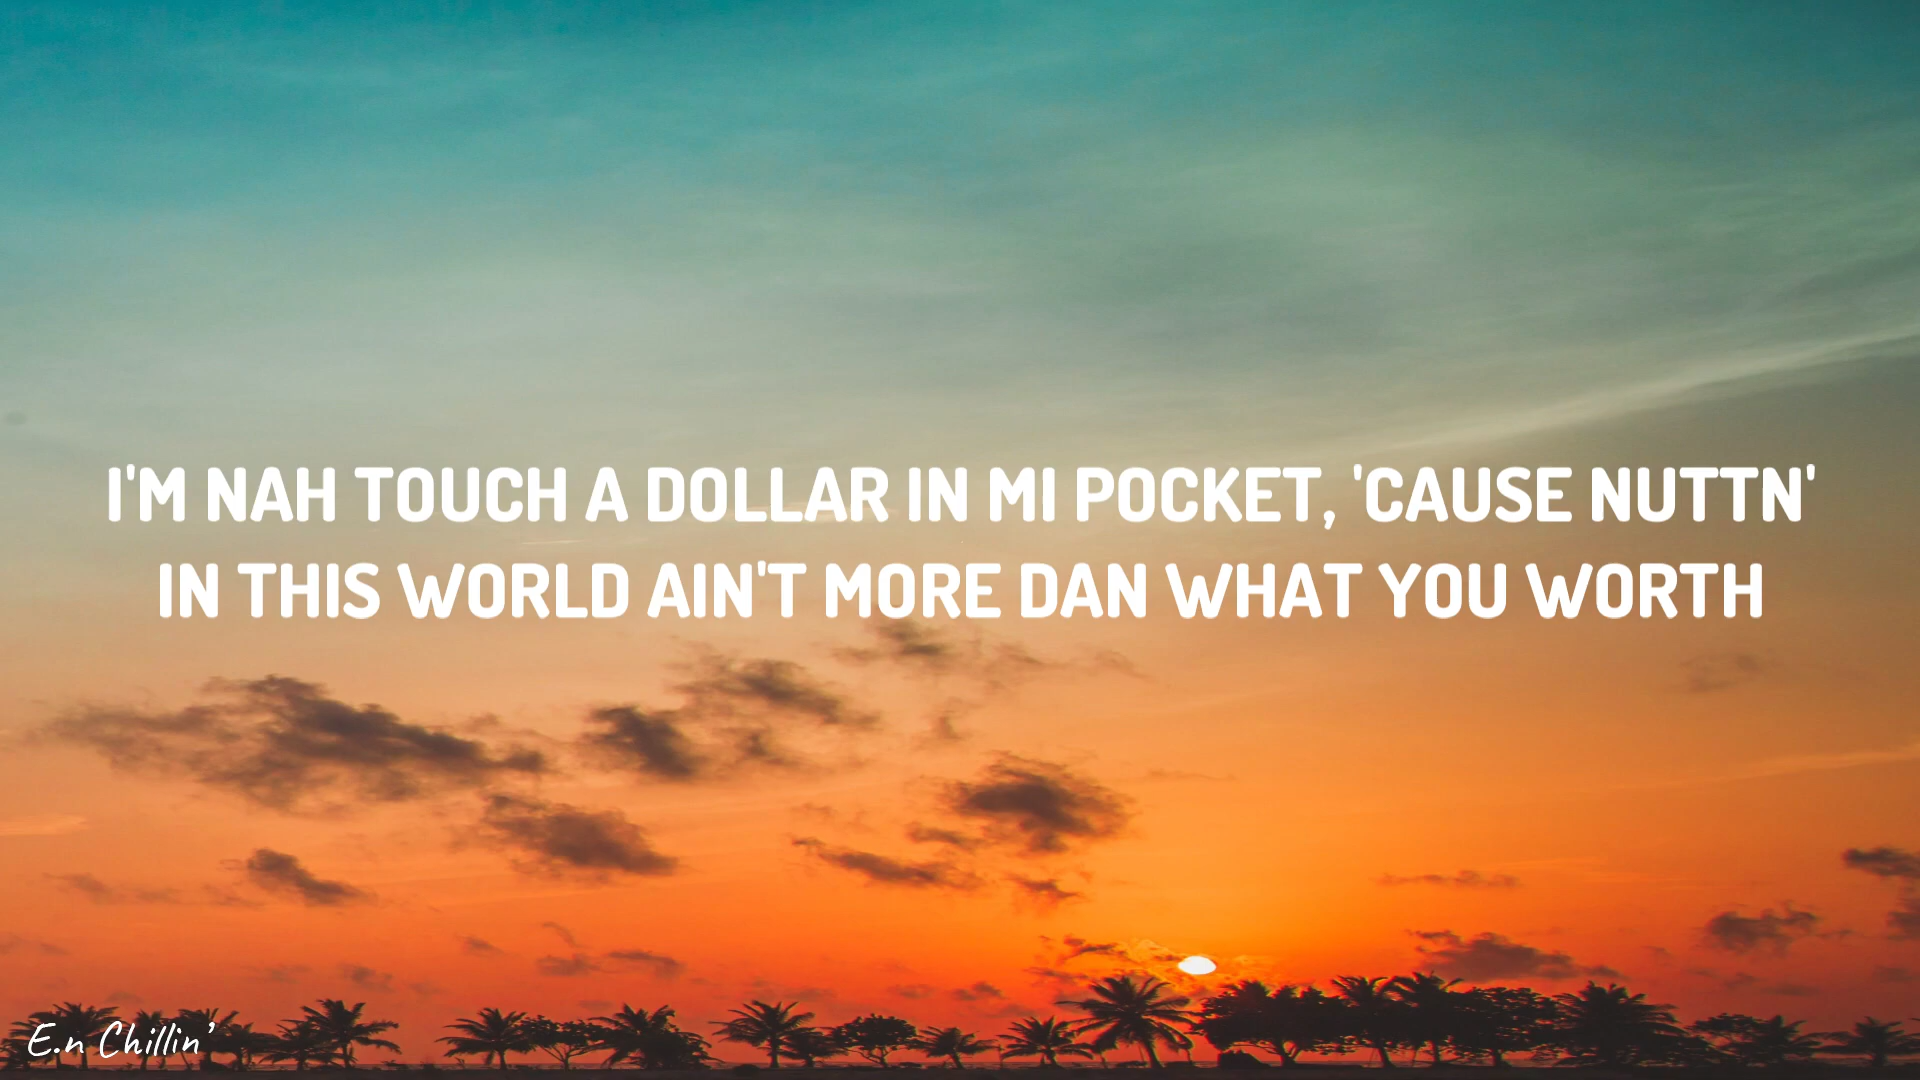 I'M NAH TOUCH A DOLLAR IN MI POCKET, 'CAUSE NUTTN'
IN THIS WORLD AIN'T MORE DAN WHAT YOU WORTH
E.n Chillin'